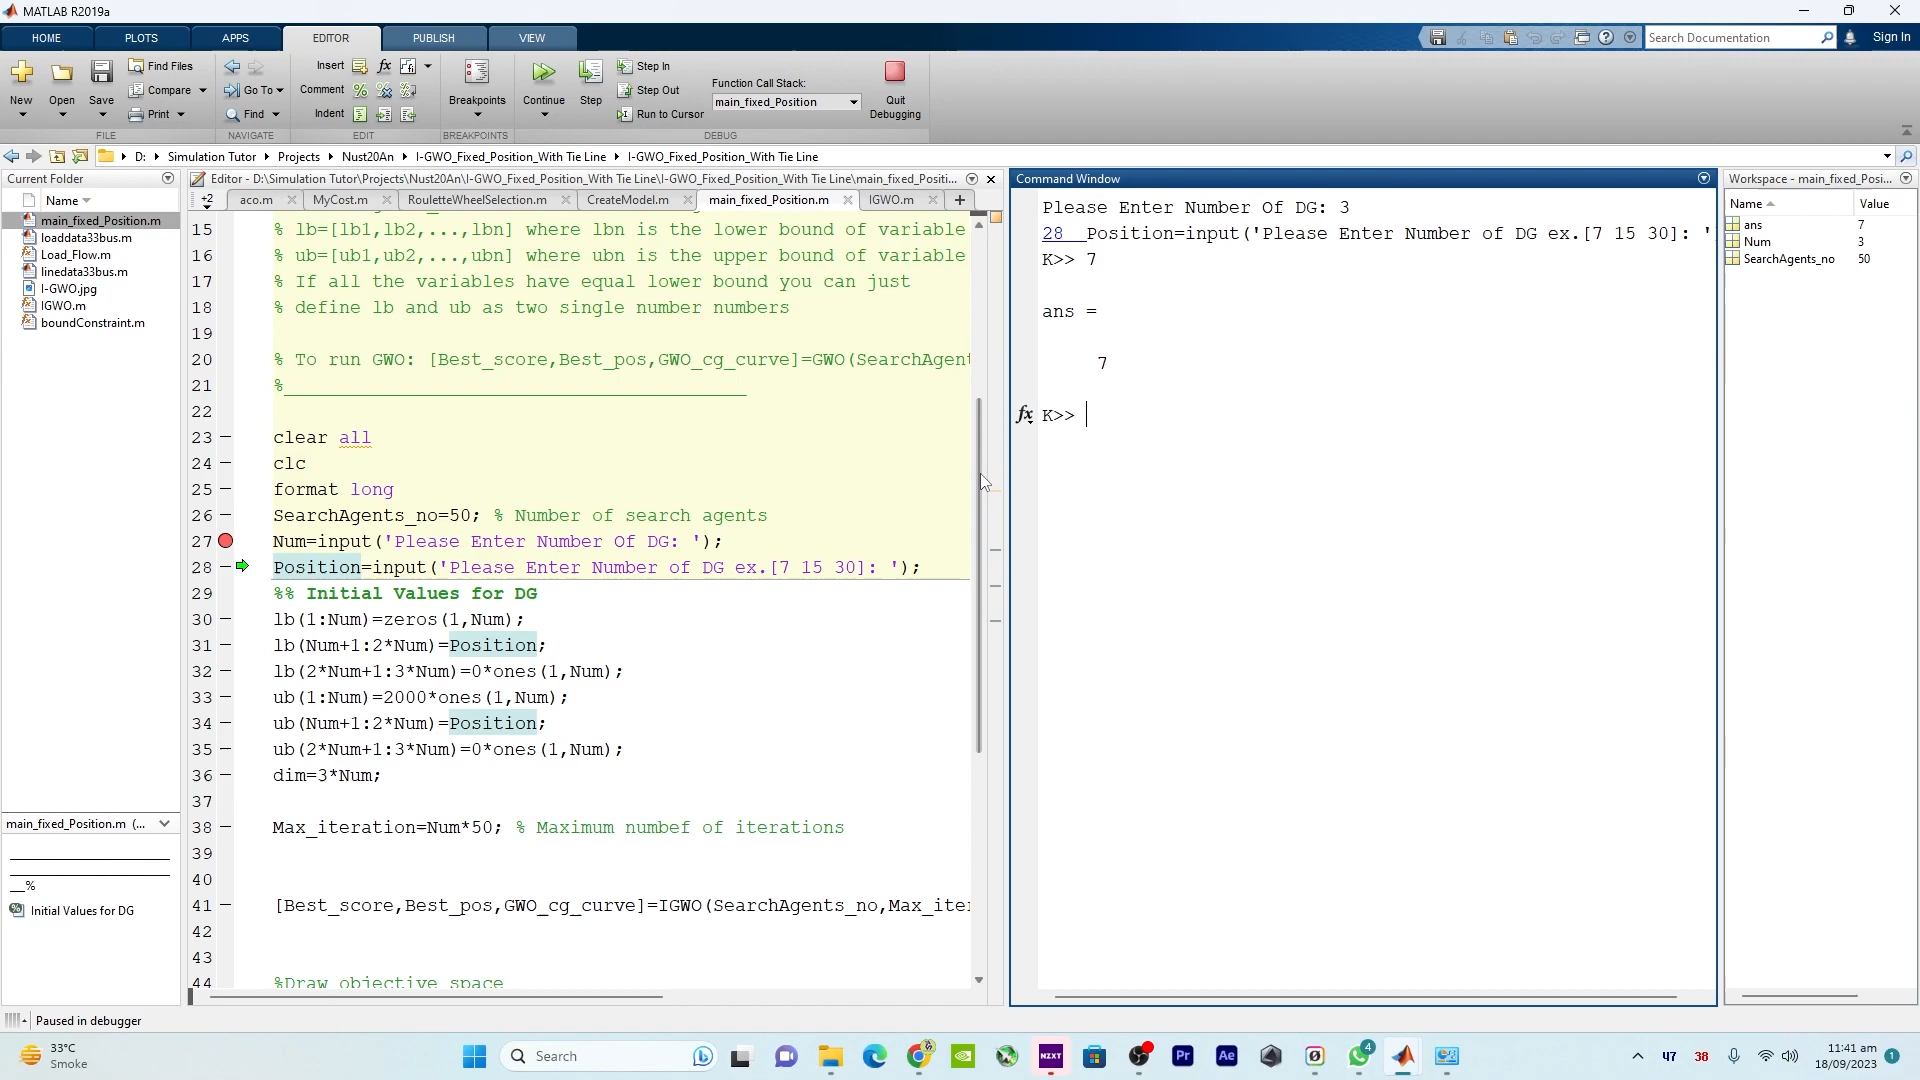 MATLAB R2019a
HOME PLOTS APPS EDITOR PUBLISH VIEW
Search Documentation
Sign In
New
Open
Save
Find Files
Compare
Print
FILE
Go To
Find
NAVIGATE
Insert
fx
Comment
Indent
EDIT
Breakpoints
BREAKPOINTS
Continue
Step
Step In
Step Out
Run to Cursor
Function Call Stack:
main_fixed_Position
DEBUG
Quit Debugging
D: Simulation Tutor Projects Nust20An I-GWO_Fixed_Position_With Tie Line I-GWO_Fixed_Position_With Tie Line
Current Folder
Name
main_fixed_Position.m
loaddata33bus.m
Load_Flow.m
linedata33bus.m
I-GWO.jpg
IGWO.m
boundConstraint.m
main_fixed_Position.m (...
__%
Initial Values for DG
Editor - D:\Simulation Tutor\Projects\Nust20An\I-GWO_Fixed_Position_With Tie Line\I-GWO_Fixed_Position_With Tie Line\main_fixed_Positi...
+2 aco.m MyCost.m RouletteWheelSelection.m CreateModel.m main_fixed_Position.m IGWO.m
15 % lb=[lb1,lb2,...,lbn] where lbn is the lower bound of variable
16 % ub=[ub1,ub2,...,ubn] where ubn is the upper bound of variable
17 % If all the variables have equal lower bound you can just
18 % define lb and ub as two single number numbers
19
20 % To run GWO: [Best_score,Best_pos,GWO_cg_curve]=GWO(SearchAgent
21 %__________________________________________
22
23 clear all
24 clc
25 format long
26 SearchAgents_no=50; % Number of search agents
27 Num=input('Please Enter Number Of DG: ');
28 Position=input('Please Enter Number of DG ex.[7 15 30]: ');
29 %% Initial Values for DG
30 lb(1:Num)=zeros(1,Num);
31 lb(Num+1:2*Num)=Position;
32 lb(2*Num+1:3*Num)=0*ones(1,Num);
33 ub(1:Num)=2000*ones(1,Num);
34 ub(Num+1:2*Num)=Position;
35 ub(2*Num+1:3*Num)=0*ones(1,Num);
36 dim=3*Num;
37
38 Max_iteration=Num*50; % Maximum numbef of iterations
39
40
41 [Best_score,Best_pos,GWO_cg_curve]=IGWO(SearchAgents_no,Max_iter
42
43
44 %Draw objective space
Command Window
Please Enter Number Of DG: 3
28 Position=input('Please Enter Number of DG ex.[7 15 30]: '
K>> 7
ans =
7
fx K>>
Workspace - main_fixed_Posi...
Name Value
ans 7
Num 3
SearchAgents_no 50
Paused in debugger
33°C
Smoke
Search
NZXT
Pr
Ae
4
47
38
11:41 am
18/09/2023
1